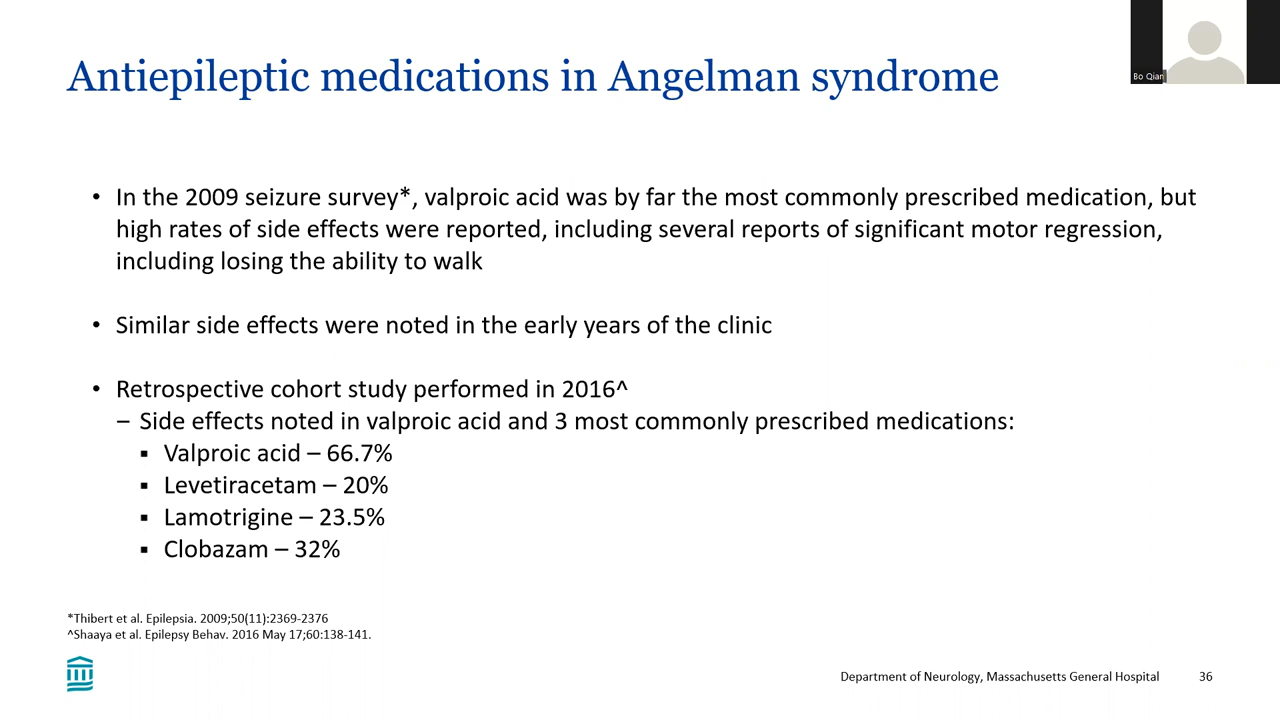 Antiepileptic medications in Angelman syndrome
Bo Qian
• In the 2009 seizure survey*, valproic acid was by far the most commonly prescribed medication, but
high rates of side effects were reported, including several reports of significant motor regression,
including losing the ability to walk
• Similar side effects were noted in the early years of the clinic
• Retrospective cohort study performed in 2016^
– Side effects noted in valproic acid and 3 most commonly prescribed medications:
▪ Valproic acid – 66.7%
▪ Levetiracetam – 20%
▪ Lamotrigine – 23.5%
▪ Clobazam – 32%
*Thibert et al. Epilepsia. 2009;50(11):2369-2376
^Shaaya et al. Epilepsy Behav. 2016 May 17;60:138-141.
Department of Neurology, Massachusetts General Hospital 36